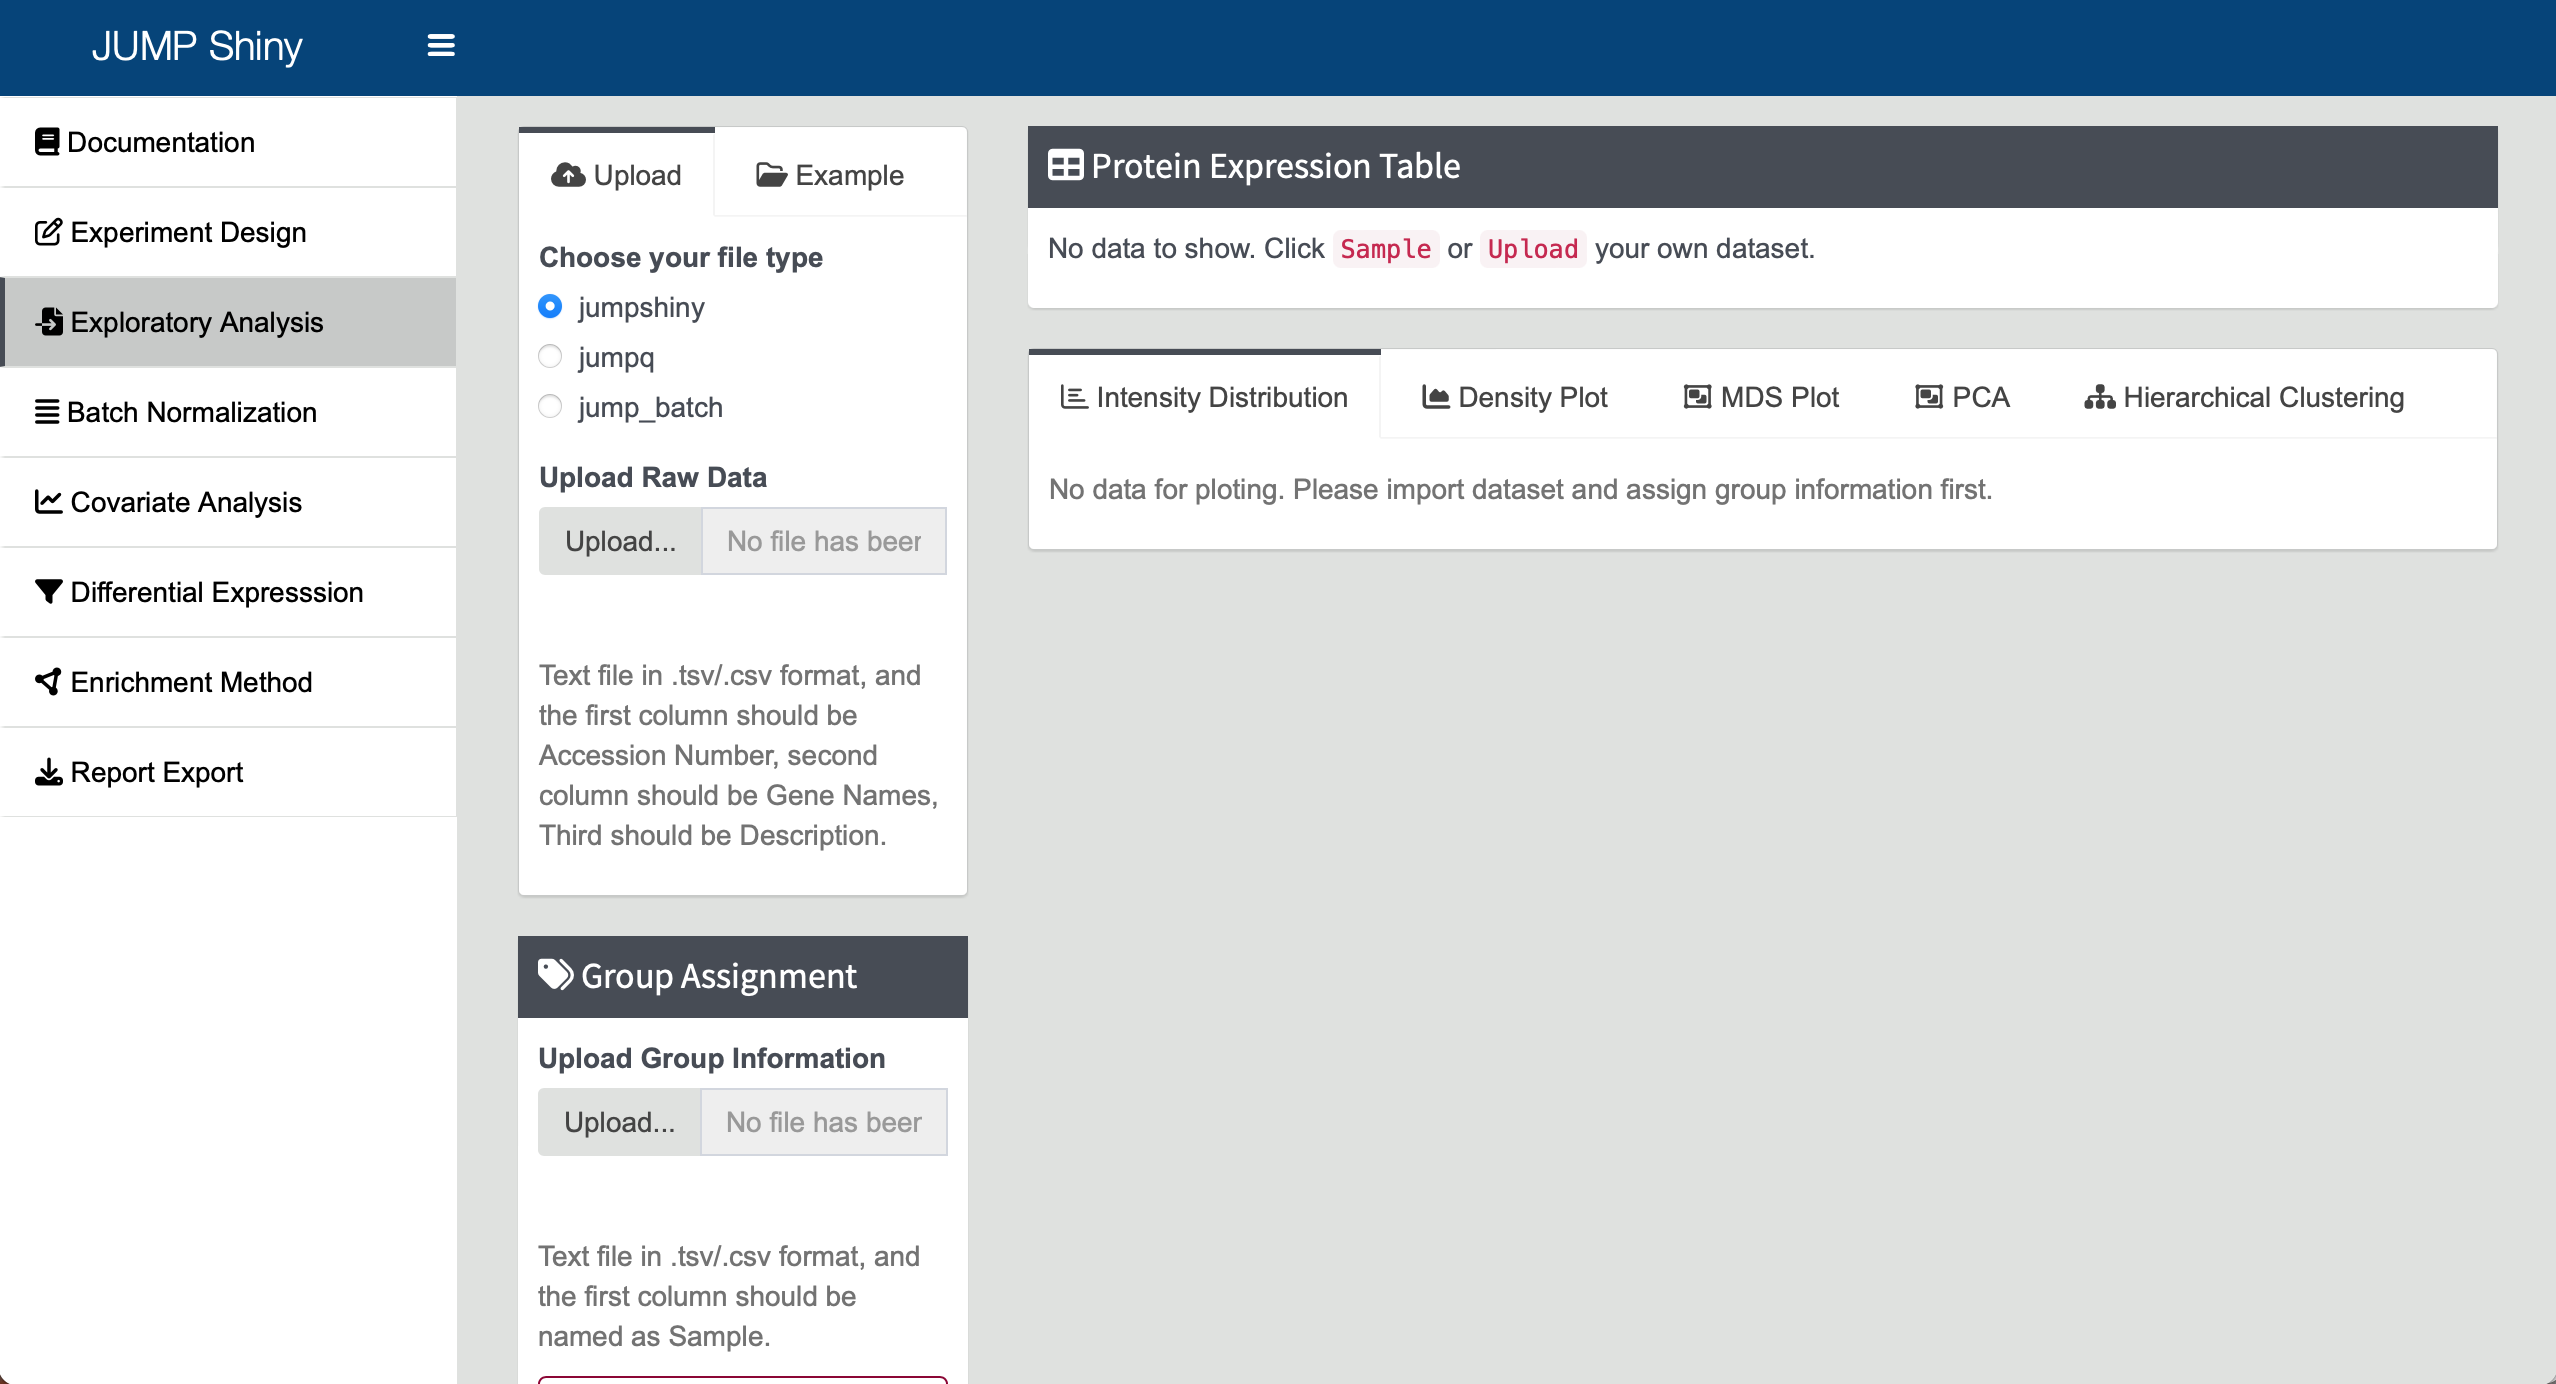 JUMP Shiny
Documentation
Experiment Design
Exploratory Analysis
Batch Normalization
Covariate Analysis
Differential Expresssion
Enrichment Method
Report Export
Upload
Example
Choose your file type
jumpshiny
jumpq
jump_batch
Upload Raw Data
Upload...
No file has beer
Text file in .tsv/.csv format, and
the first column should be
Accession Number, second
column should be Gene Names,
Third should be Description.
Group Assignment
Upload Group Information
Upload...
No file has beer
Text file in .tsv/.csv format, and
the first column should be
named as Sample.
Protein Expression Table
No data to show. Click Sample or Upload your own dataset.
Intensity Distribution
Density Plot
MDS Plot
PCA
Hierarchical Clustering
No data for ploting. Please import dataset and assign group information first.